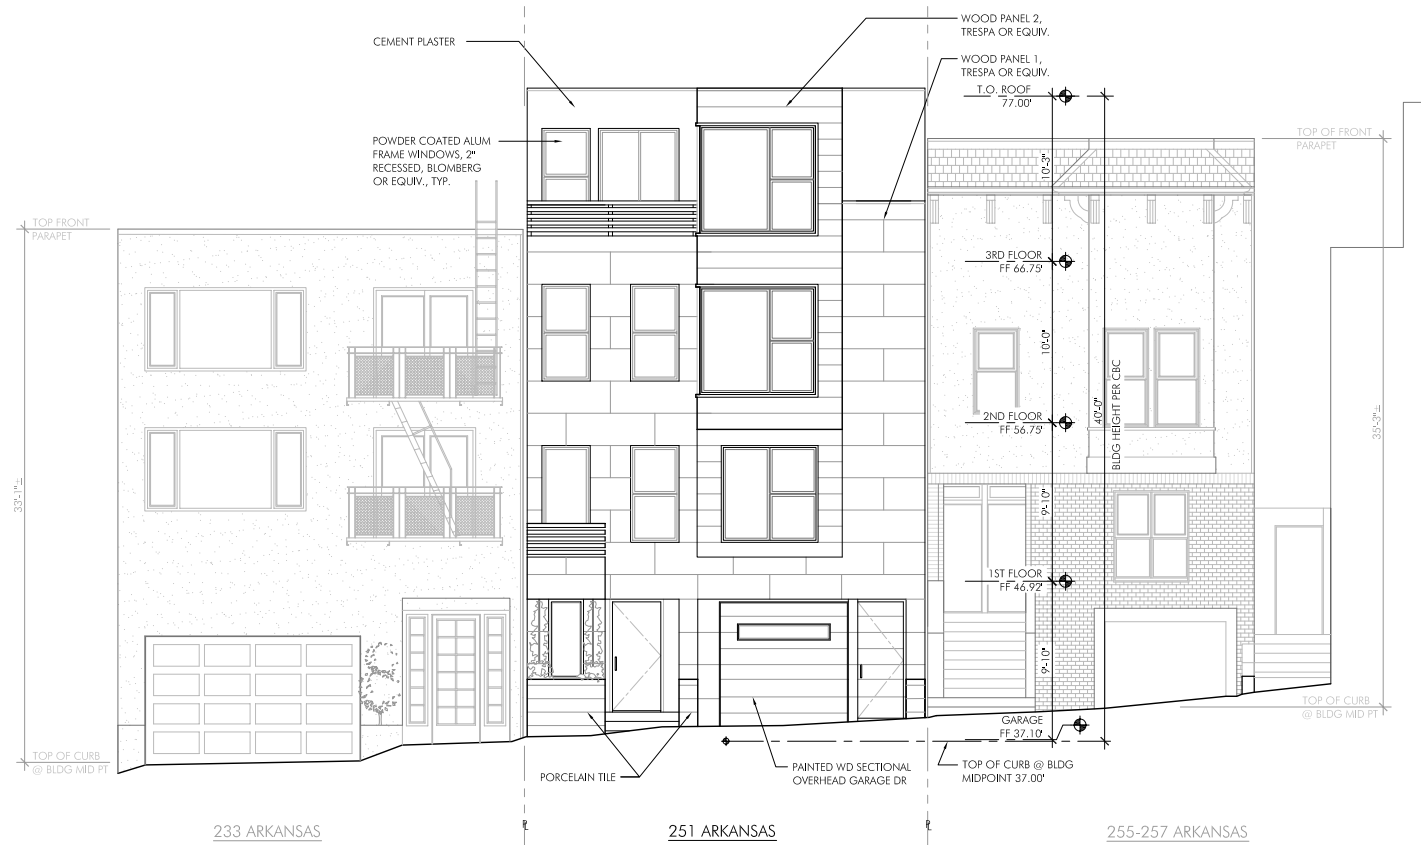 CEMENT PLASTER
WOOD PANEL 2,
TRESPA OR EQUIV.
WOOD PANEL 1,
TRESPA OR EQUIV.
T.O. ROOF
77.00'
POWDER COATED ALUM
FRAME WINDOWS, 2"
RECESSED, BLOMBERG
OR EQUIV., TYP.
TOP OF FRONT
PARAPET
TOP FRONT
PARAPET
10'-3"
3RD FLOOR
FF 66.75'
10'-0"
2ND FLOOR
FF 56.75'
40'-0"
BLDG HEIGHT PER CBC
35'-3"±
33'-1"±
9'-10"
1ST FLOOR
FF 46.92'
9'-10"
GARAGE
FF 37.10'
TOP OF CURB
@ BLDG MID PT
TOP OF CURB
@ BLDG MID PT
PORCELAIN TILE
PAINTED WD SECTIONAL
OVERHEAD GARAGE DR
TOP OF CURB @ BLDG
MIDPOINT 37.00'
233 ARKANSAS
251 ARKANSAS
255-257 ARKANSAS